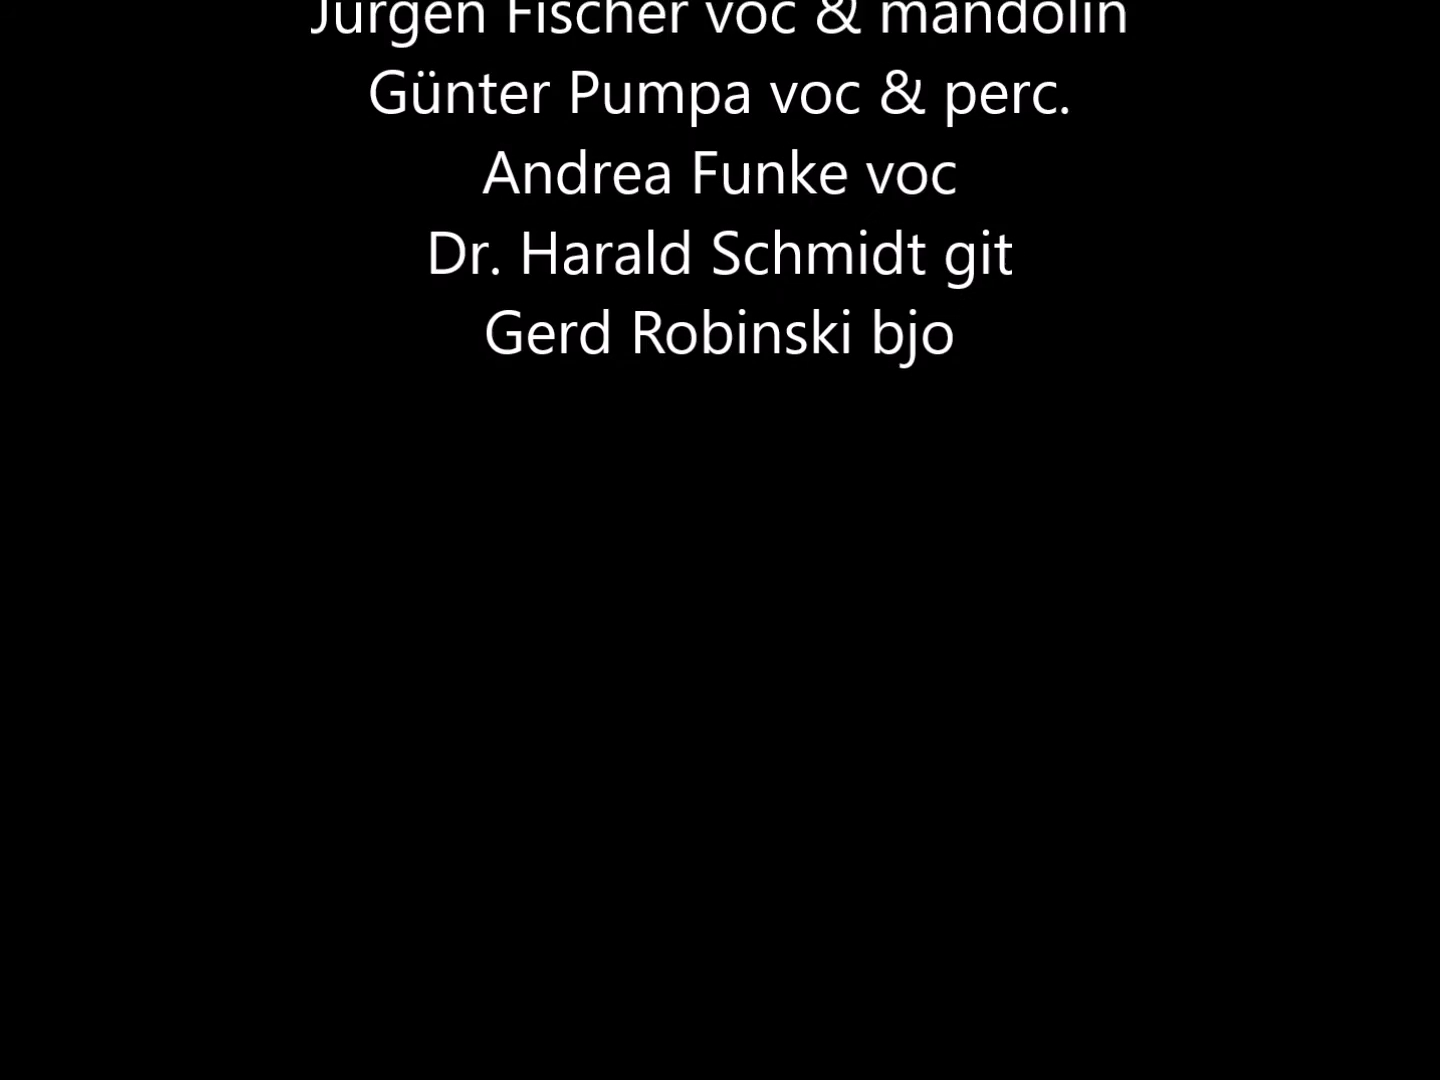 Jürgen Fischer voc & mandolin
Günter Pumpa voc & perc.
Andrea Funke voc
Dr. Harald Schmidt git
Gerd Robinski bjo